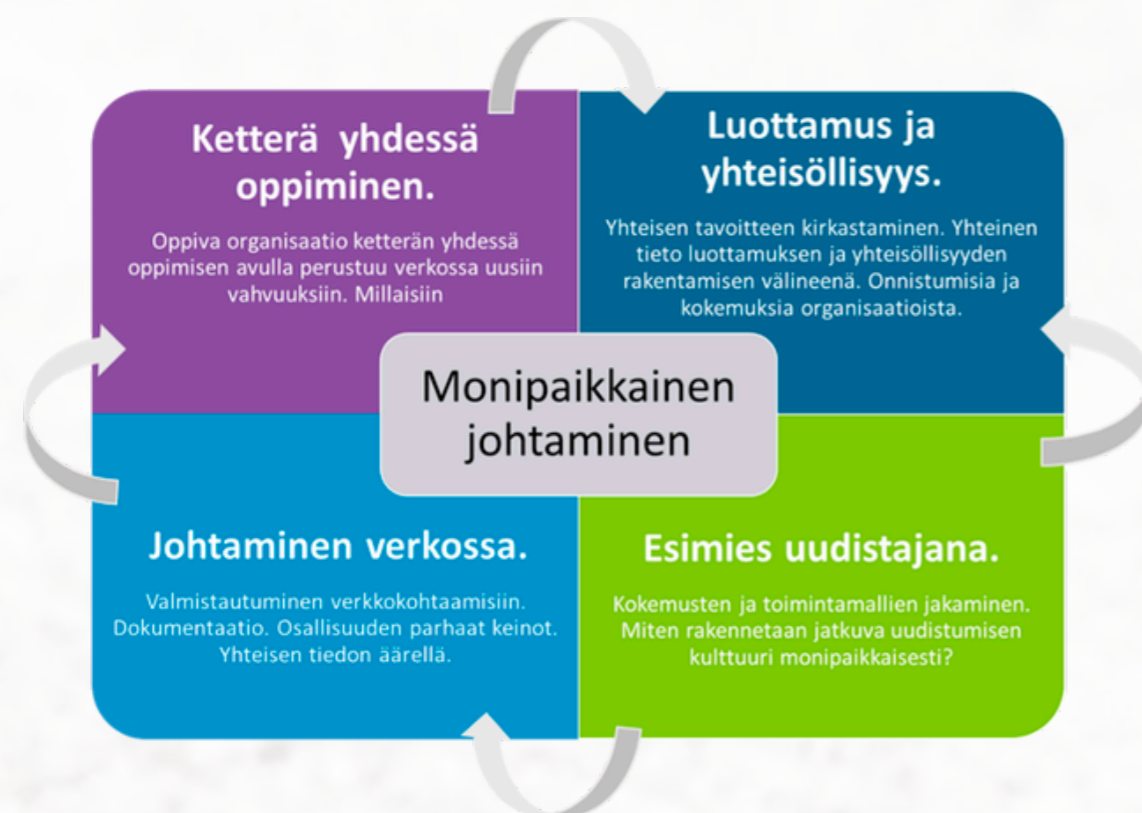 Ketterä yhdessä
oppiminen.
Oppiva organisaatio ketterän yhdessä
oppimisen avulla perustuu verkossa uusiin
vahvuuksiin. Millaisiin
Luottamus ja
yhteisöllisyys.
Yhteisen tavoitteen kirkastaminen. Yhteinen
tieto luottamuksen ja yhteisöllisyyden
rakentamisen välineenä. Onnistumisia ja
kokemuksia organisaatioista.
Monipaikkainen
johtaminen
Johtaminen verkossa.
Valmistautuminen verkkokohtaamisiin.
Dokumentaatio. Osallisuuden parhaat keinot.
Yhteisen tiedon äärellä.
Esimies uudistajana.
Kokemusten ja toimintamallien jakaminen.
Miten rakennetaan jatkuva uudistumisen
kulttuuri monipaikkaisesti?